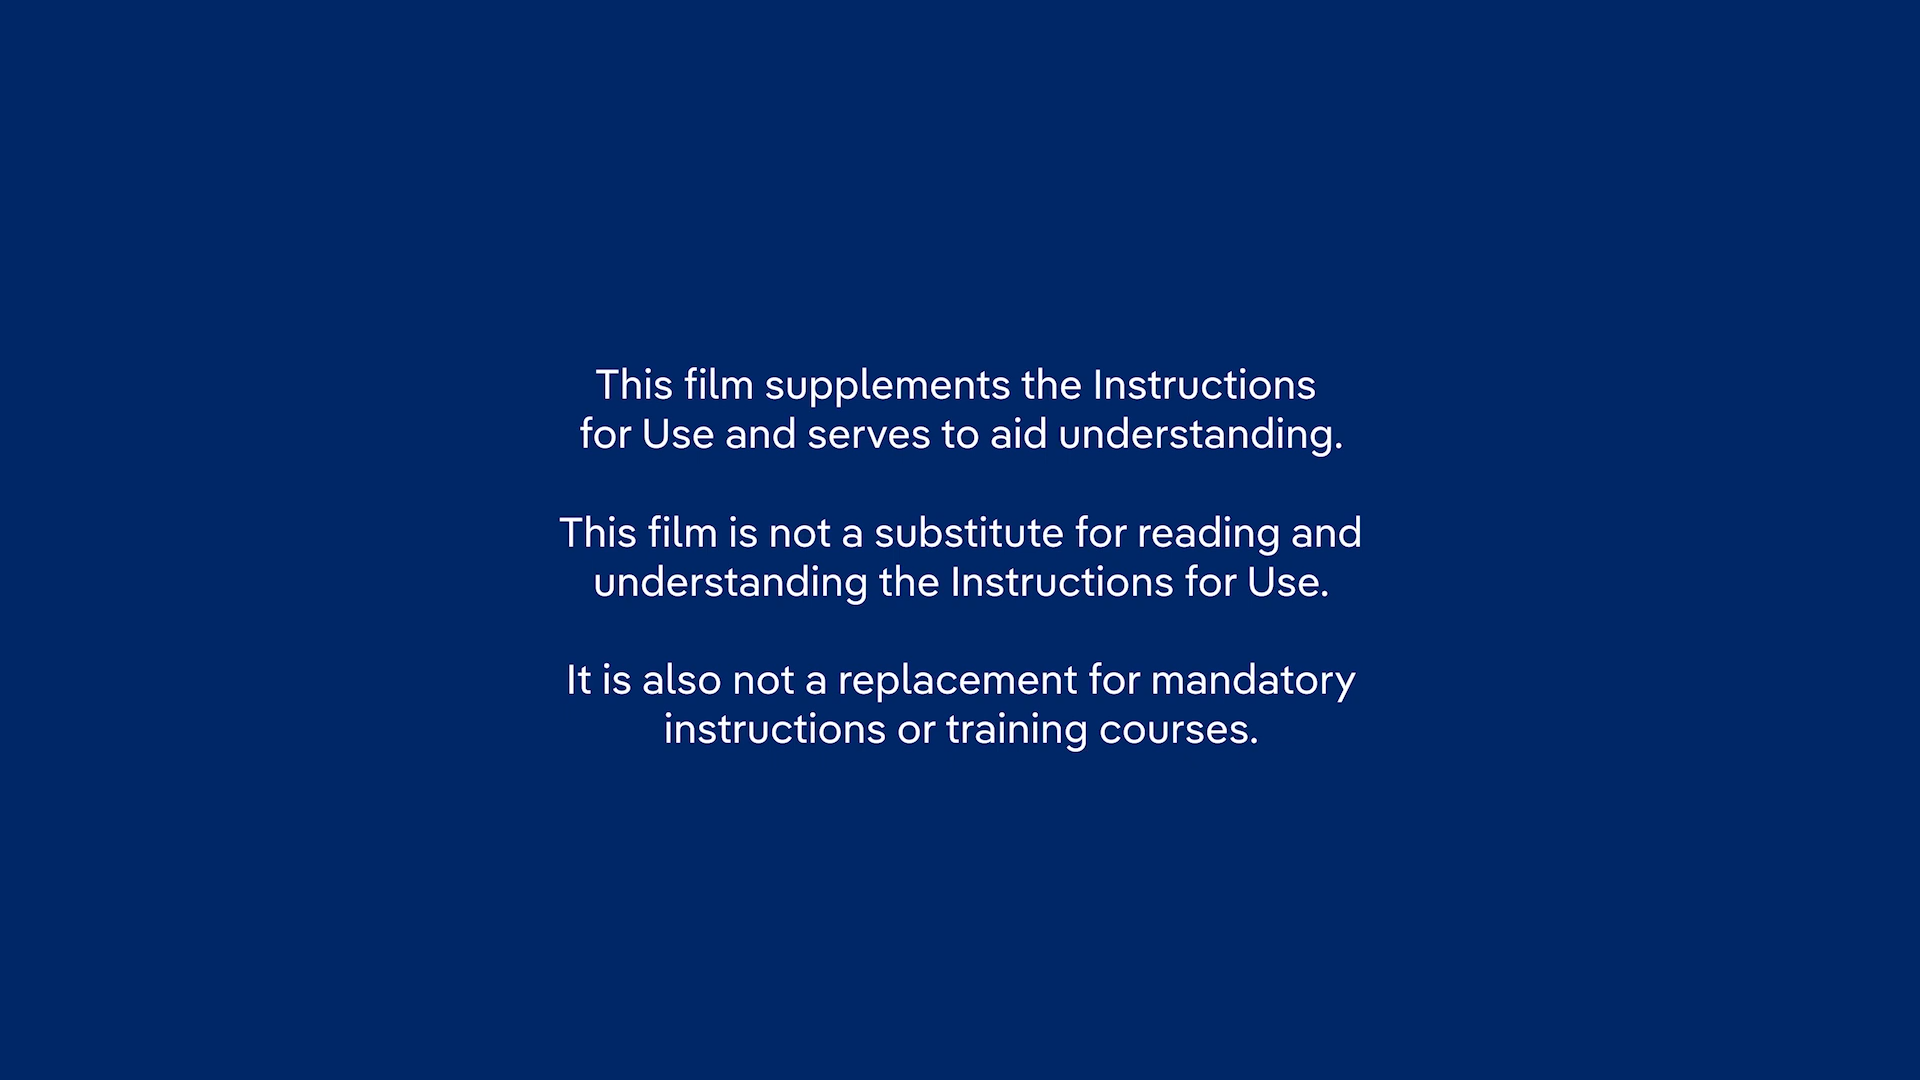 This film supplements the Instructions
for Use and serves to aid understanding.
This film is not a substitute for reading and
understanding the Instructions for Use.
It is also not a replacement for mandatory
instructions or training courses.